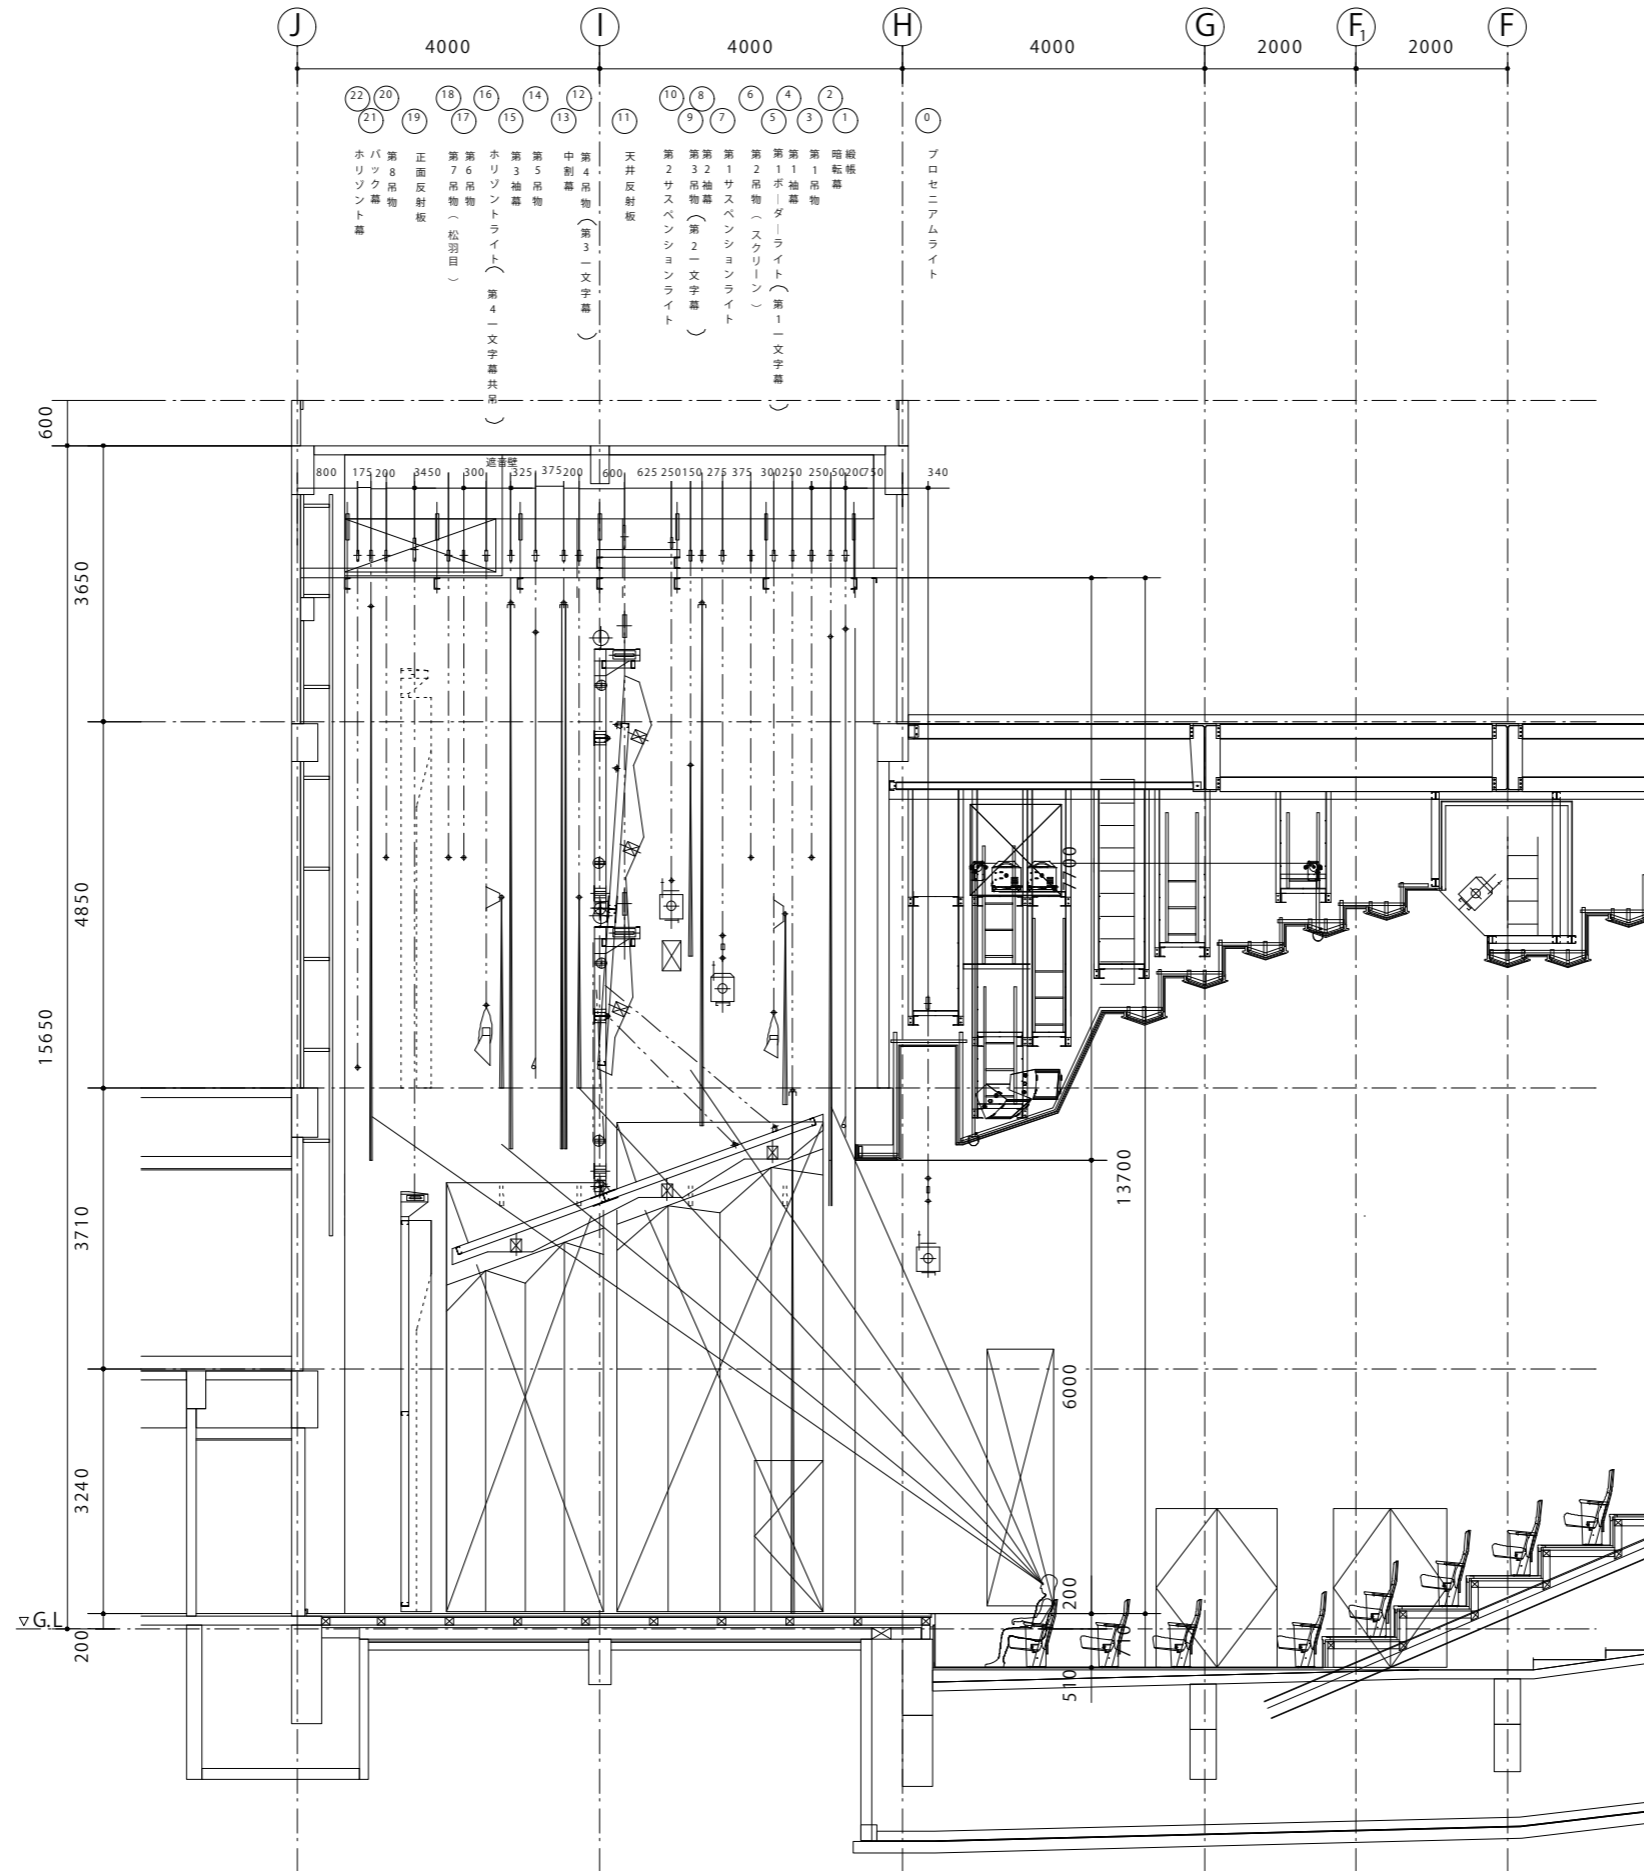 J I H G F1 F
4000 4000 4000 2000 2000
22 20 18 16 14 12 10 8 6 4 2
21 19 17 15 13 11 9 7 5 3 1 0
ホリゾント幕
バック幕
第8吊物
正面反射板
第7吊物(松羽目)
第6吊物
ホリゾントライト(第4一文字幕共吊)
第3袖幕
第5吊物
中割幕
第4吊物(第3一文字幕)
天井反射板
第2サスペンションライト
第3吊物(第2一文字幕)
第2袖幕
第1サスペンションライト
第2吊物(スクリーン)
第1ボーダーライト(第1一文字幕)
第1袖幕
第1吊物
暗転幕
緞帳
プロセニアムライト
600
遮音壁
800 175 200 3450 300 325 375 200 600 625 250 150 275 375 300 250 250 50 200 750 340
3650
7700
4850
15650
13700
3710
6000
3240
200
▽G.L
200
510